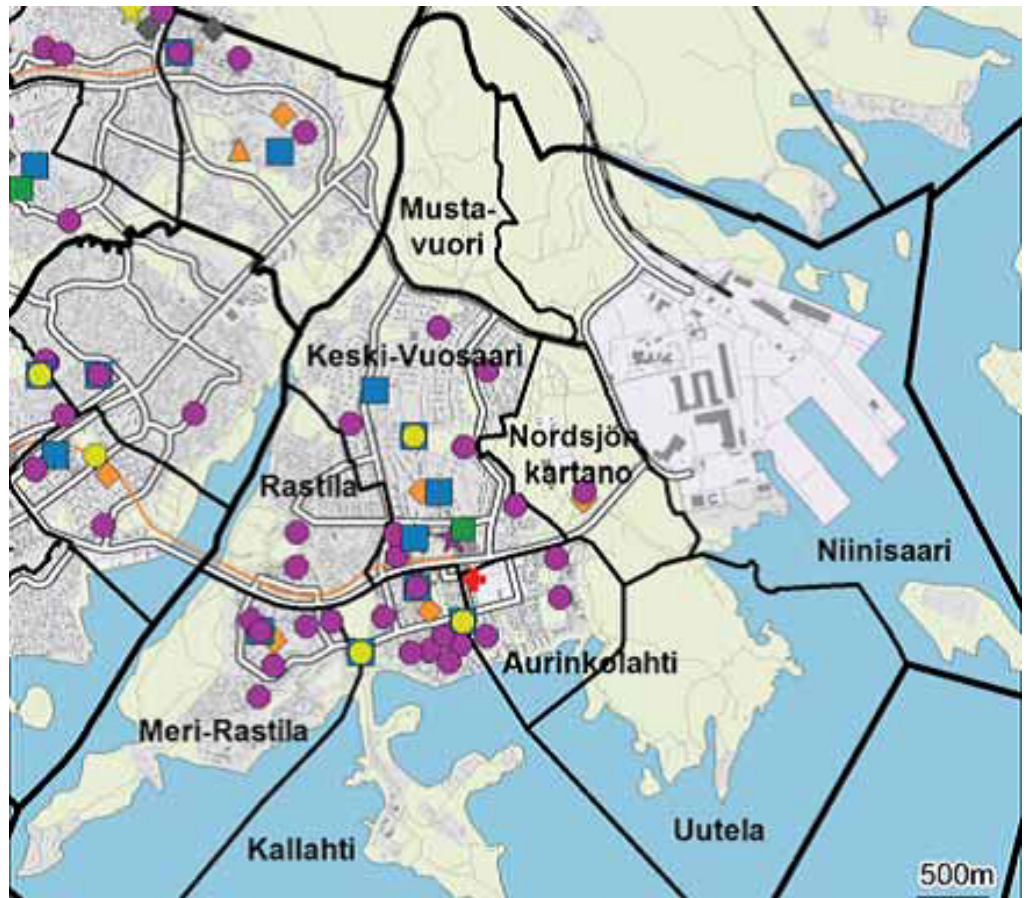 Musta-
vuori
Keski-Vuosaari
Nordsjön
kartano
Rastila
Niinisaari
Aurinkolahti
Meri-Rastila
Uutela
Kallahti
500m